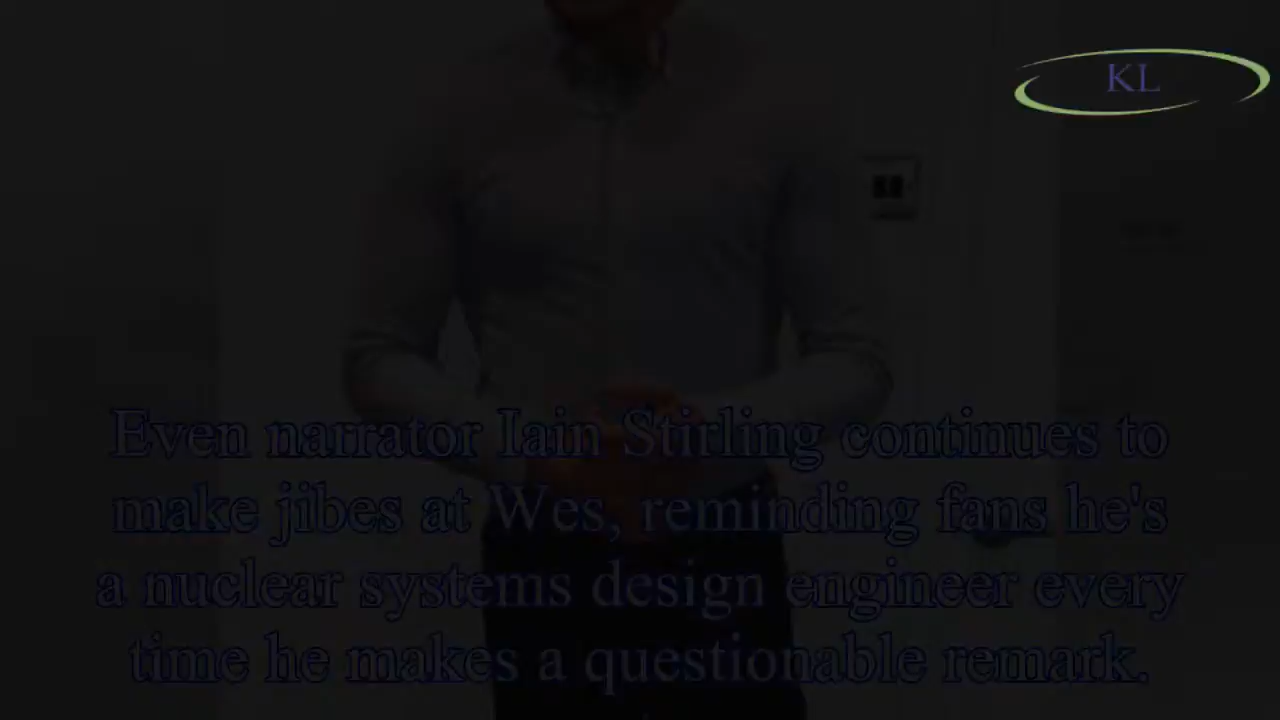 KL
Even narrator Iain Stirling continues to
make jibes at Wes, reminding fans he's
a nuclear systems design engineer every
time he makes a questionable remark.